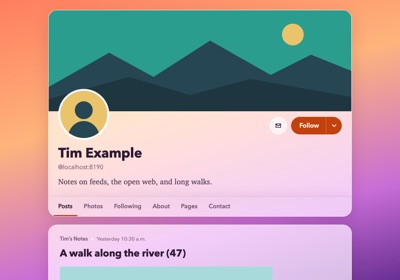 Follow
Tim Example
@localhost:8190
Notes on feeds, the open web, and long walks.
Posts Photos Following About Pages Contact
Tim's Notes Yesterday 10:30 a.m.
A walk along the river (47)